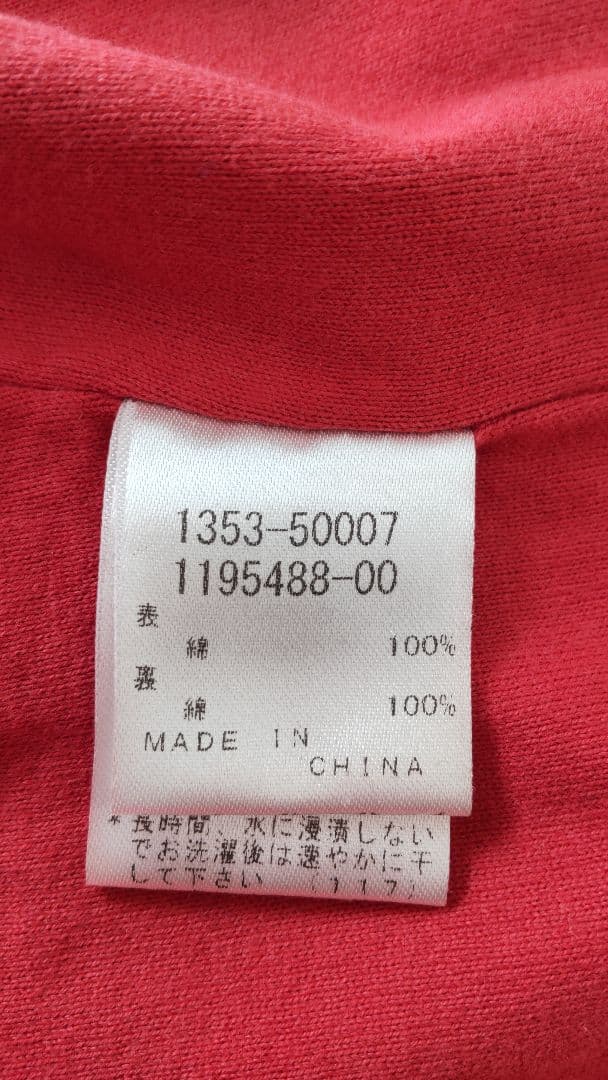 1353-50007
1195488-00
表
綿 100%
裏
綿 100%
MADE IN
CHINA
* 長時間、水に浸漬しない
でお洗濯後は速やかに干
して下さい (117)